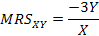 MRS_XY = −3Y / X